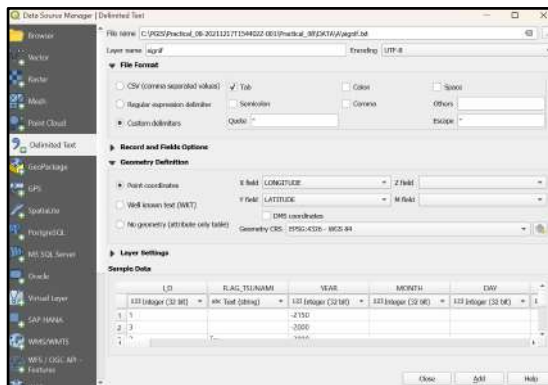 Data Source Manager | Delimited Text
Browser
Vector
Raster
Mesh
Point Cloud
Delimited Text
GeoPackage
GPS
SpatiaLite
PostgreSQL
MS SQL Server
Oracle
Virtual Layer
SAP HANA
WMS/WMTS
WFS / OGC API -
Features
File name
Layer name signif Encoding UTF-8
File Format
CSV (comma separated values) Tab Colon Space
Regular expression delimiter Semicolon Comma Others
Custom delimiters Quote " Escape "
Record and Fields Options
Geometry Definition
Point coordinates X field LONGITUDE Z field
Well known text (WKT) Y field LATITUDE M field
DMS coordinates
No geometry (attribute only table) Geometry CRS EPSG:4326 - WGS 84
Layer Settings
Sample Data
I_D FLAG_TSUNAMI YEAR MONTH DAY
123 Integer (32 bit) abc Text (string) 123 Integer (32 bit) 123 Integer (32 bit) 123 Integer (32 bit)
1 1 -2150
2 3 -2000
Close Add Help